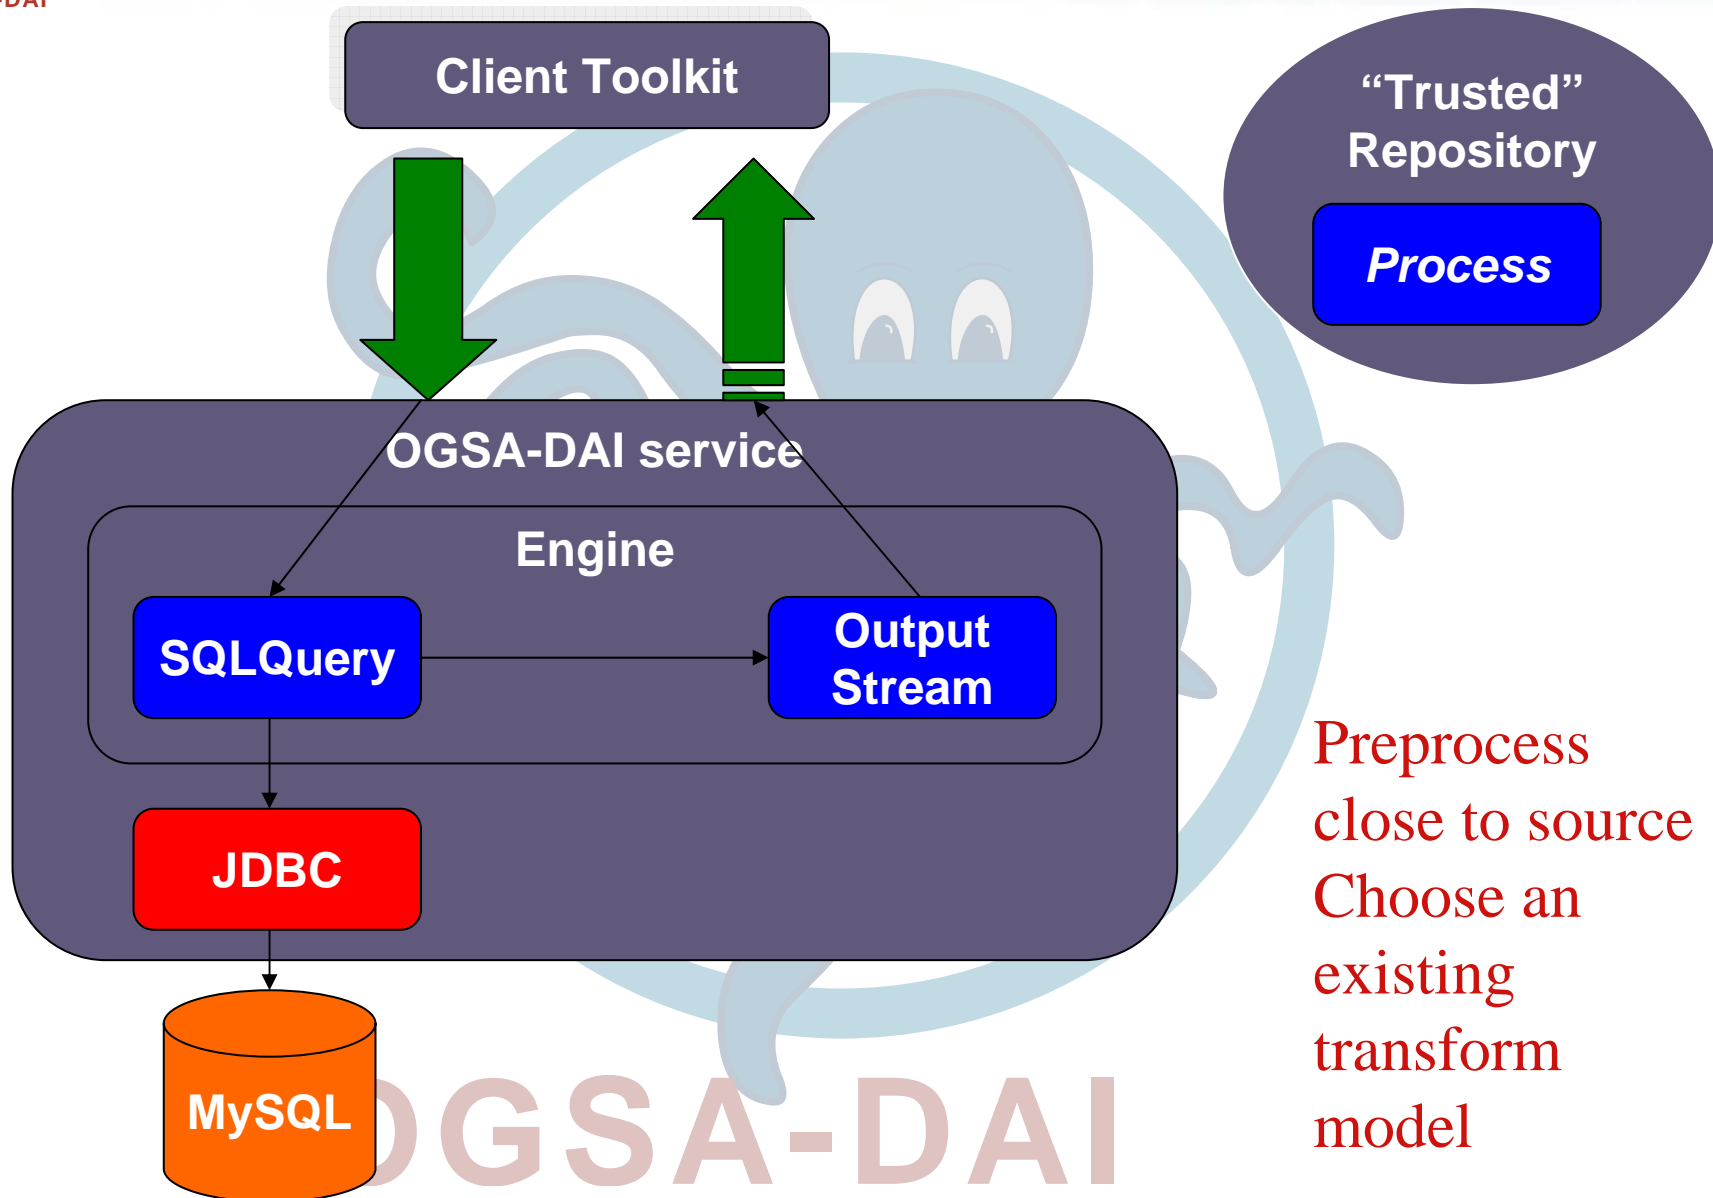 -DAI
Client Toolkit
“Trusted”
Repository
Process
OGSA-DAI service
Engine
SQLQuery
Output
Stream
JDBC
MySQL
Preprocess
close to source
Choose an
existing
transform
model
OGSA-DAI